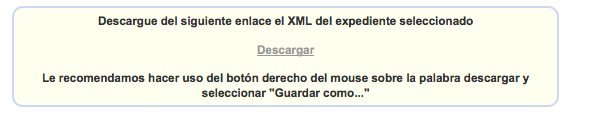 Descargue del siguiente enlace el XML del expediente seleccionado
Descargar
Le recomendamos hacer uso del botón derecho del mouse sobre la palabra descargar y
seleccionar "Guardar como..."